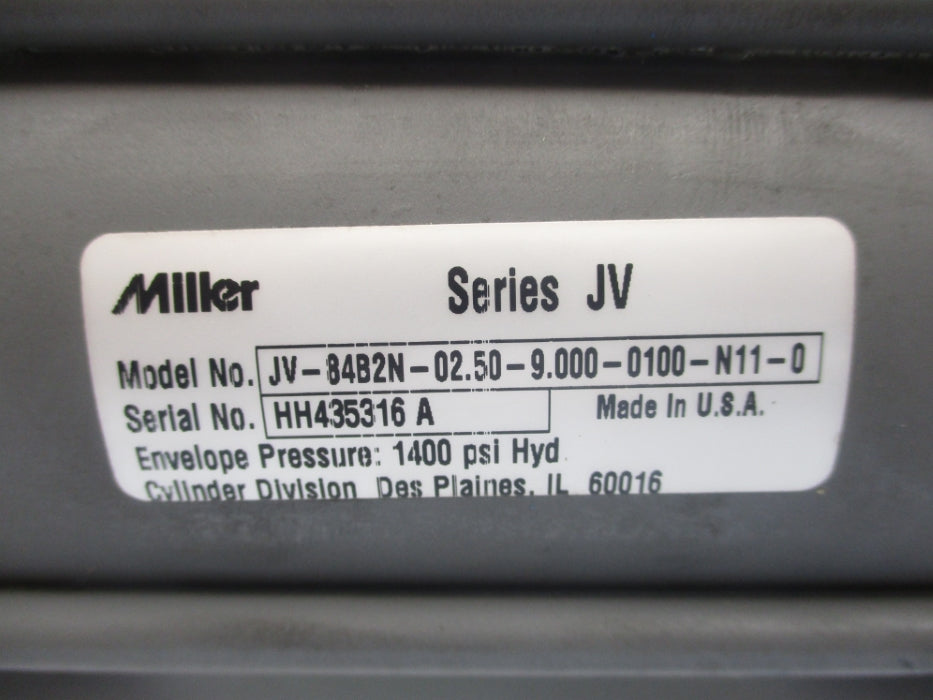 Miller Series JV
Model No. JV-84B2N-02.50-9.000-0100-N11-0
Serial No. HH435316 A Made In U.S.A.
Envelope Pressure: 1400 psi Hyd
Cylinder Division Des Plaines, IL 60016